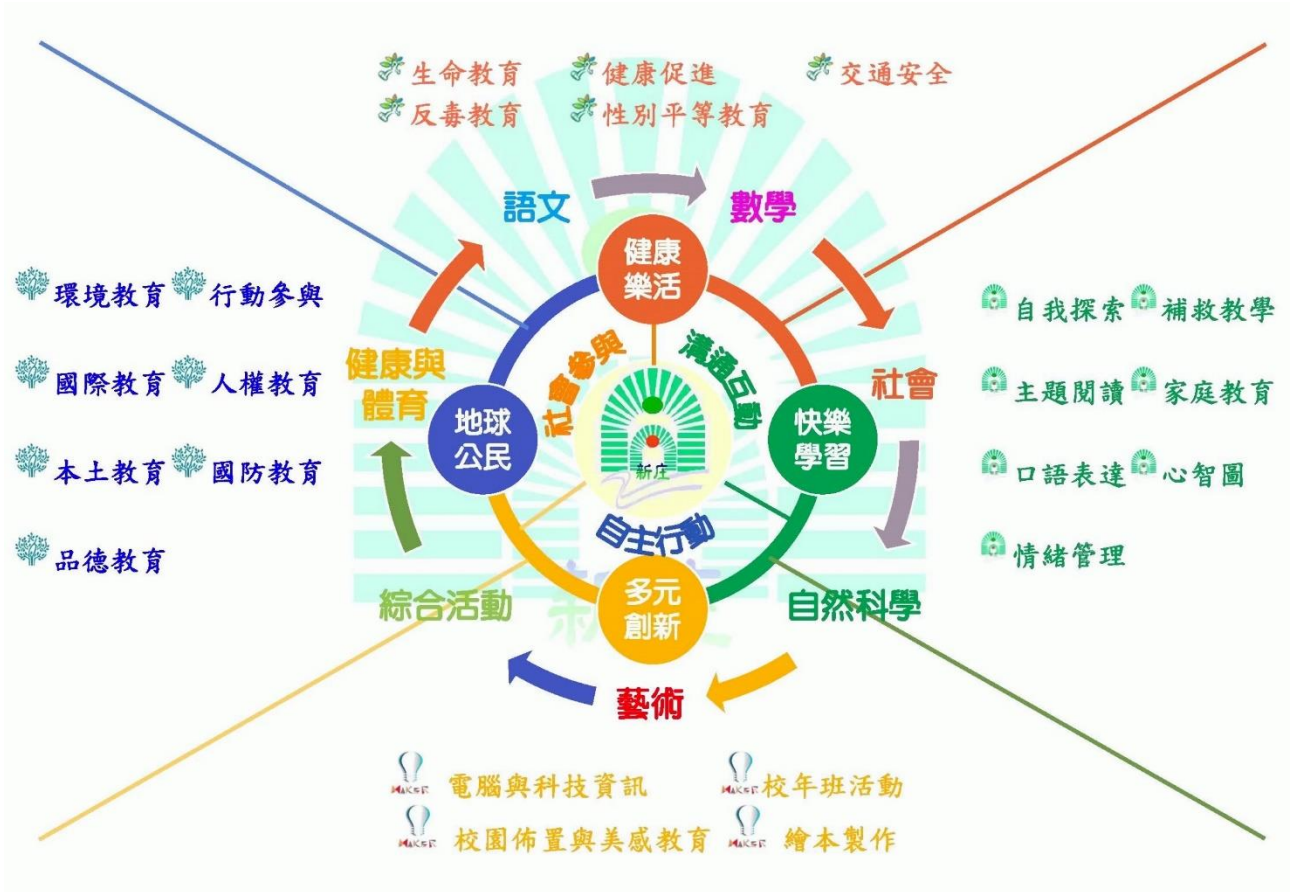 生命教育 健康促進 交通安全
反毒教育 性別平等教育
語文 數學
健康
樂活
環境教育 行動參與
國際教育 人權教育
本土教育 國防教育
品德教育
健康與
體育
地球
公民
社會參與
溝通互動
新庄
自主行動
快樂
學習
社會
自我探索 補救教學
主題閱讀 家庭教育
口語表達 心智圖
情緒管理
綜合活動
多元
創新
自然科學
藝術
MAKER 電腦與科技資訊 MAKER 校年班活動
MAKER 校園佈置與美感教育 MAKER 繪本製作